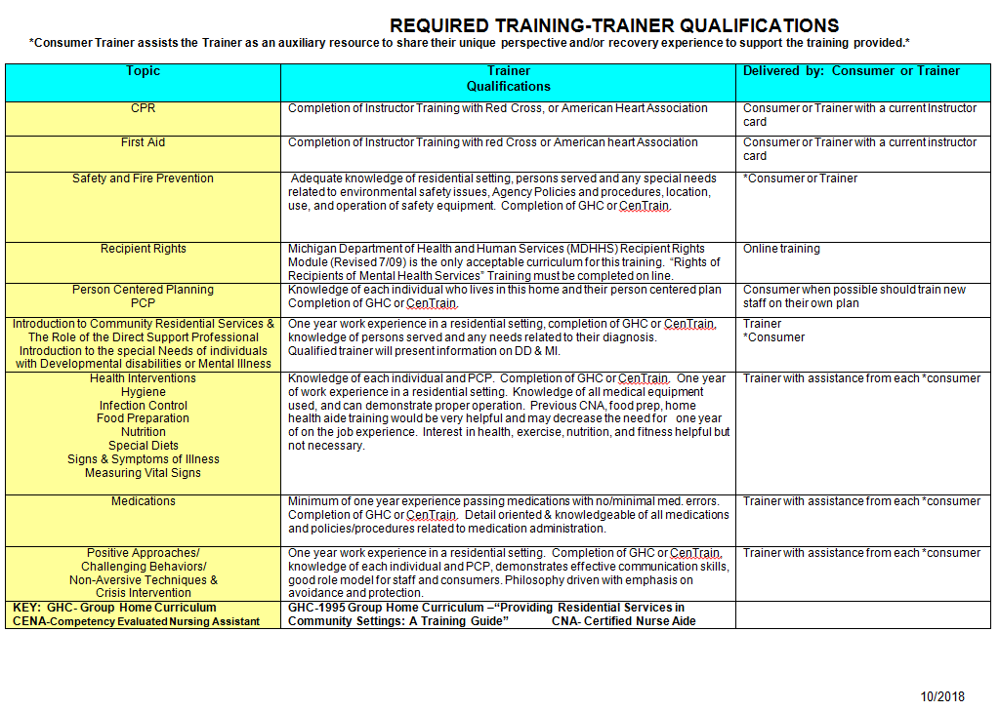 REQUIRED TRAINING-TRAINER QUALIFICATIONS
*Consumer Trainer assists the Trainer as an auxiliary resource to share their unique perspective and/or recovery experience to support the training provided.*
Topic
Trainer
Qualifications
Delivered by: Consumer or Trainer
CPR
Completion of Instructor Training with Red Cross, or American Heart Association
Consumer or Trainer with a current Instructor
card
First Aid
Completion of Instructor Training with red Cross or American heart Association
Consumer or Trainer with a current instructor
card
Safety and Fire Prevention
Adequate knowledge of residential setting, persons served and any special needs
related to environmental safety issues, Agency Policies and procedures, location,
use, and operation of safety equipment. Completion of GHC or CenTrain.
*Consumer or Trainer
Recipient Rights
Michigan Department of Health and Human Services (MDHHS) Recipient Rights
Module (Revised 7/09) is the only acceptable curriculum for this training. “Rights of
Recipients of Mental Health Services” Training must be completed on line.
Online training
Person Centered Planning
PCP
Knowledge of each individual who lives in this home and their person centered plan
Completion of GHC or CenTrain.
Consumer when possible should train new
staff on their own plan
Introduction to Community Residential Services &
The Role of the Direct Support Professional
Introduction to the special Needs of individuals
with Developmental disabilities or Mental Illness
One year work experience in a residential setting, completion of GHC or CenTrain,
knowledge of persons served and any needs related to their diagnosis.
Qualified trainer will present information on DD & MI.
Trainer
*Consumer
Health Interventions
Hygiene
Infection Control
Food Preparation
Nutrition
Special Diets
Signs & Symptoms of Illness
Measuring Vital Signs
Knowledge of each individual and PCP. Completion of GHC or CenTrain. One year
of work experience in a residential setting. Knowledge of all medical equipment
used, and can demonstrate proper operation. Previous CNA, food prep, home
health aide training would be very helpful and may decrease the need for one year
of on the job experience. Interest in health, exercise, nutrition, and fitness helpful but
not necessary.
Trainer with assistance from each *consumer
Medications
Minimum of one year experience passing medications with no/minimal med. errors.
Completion of GHC or CenTrain. Detail oriented & knowledgeable of all medications
and policies/procedures related to medication administration.
Trainer with assistance from each *consumer
Positive Approaches/
Challenging Behaviors/
Non-Aversive Techniques &
Crisis Intervention
One year work experience in a residential setting. Completion of GHC or CenTrain,
knowledge of each individual and PCP, demonstrates effective communication skills,
good role model for staff and consumers. Philosophy driven with emphasis on
avoidance and protection.
Trainer with assistance from each *consumer
KEY: GHC- Group Home Curriculum
CENA-Competency Evaluated Nursing Assistant
GHC-1995 Group Home Curriculum –“Providing Residential Services in
Community Settings: A Training Guide” CNA- Certified Nurse Aide
10/2018